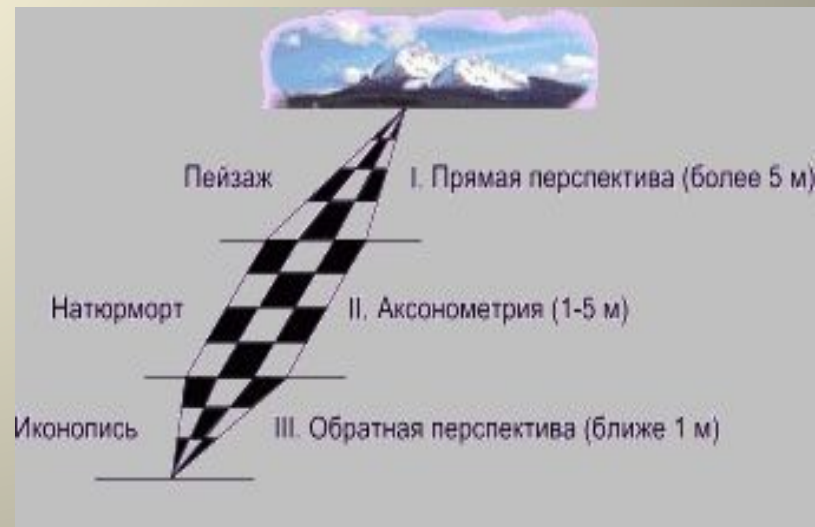 Пейзаж I. Прямая перспектива (более 5 м)
Натюрморт II. Аксонометрия (1-5 м)
Иконопись III. Обратная перспектива (ближе 1 м)